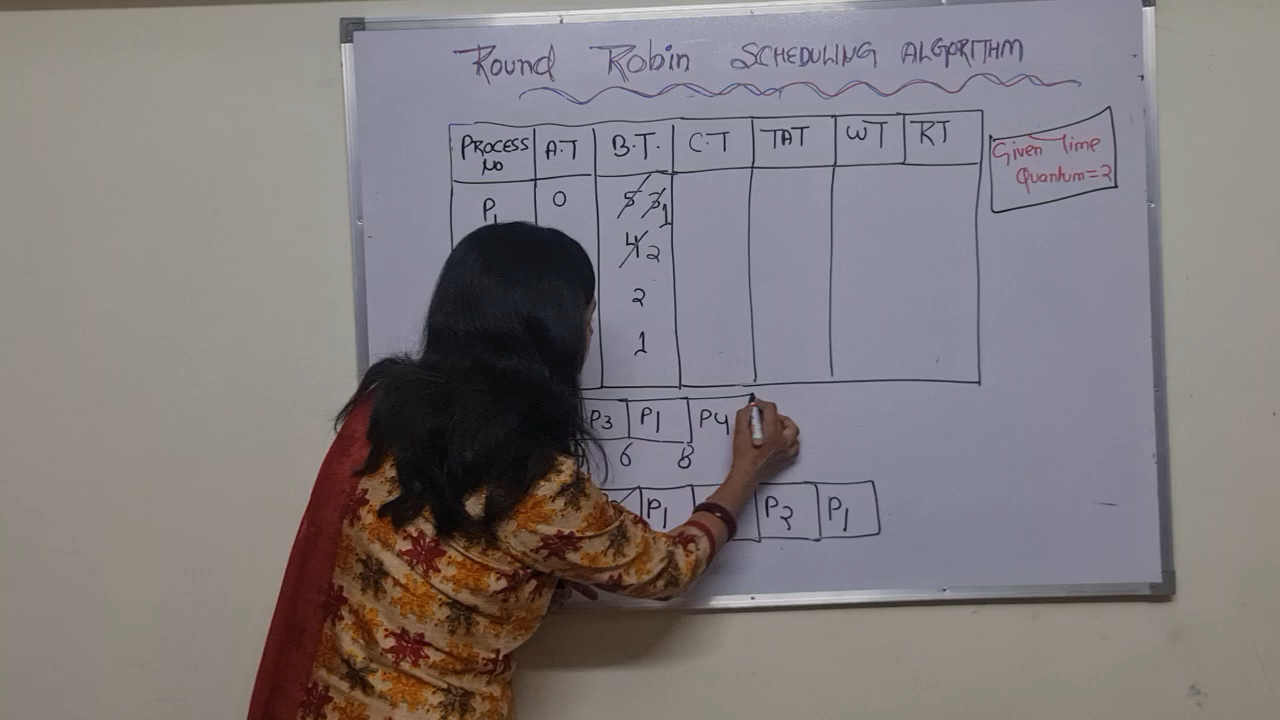 Round Robin SCHEDULING ALGORITHM
PROCESS NO A.T B.T. C.T TAT WT RT
Given Time
Quantum=2
P1 0 5 3 1
4 2
2
1
P3 P1 P4
6 8
P1 P2 P1